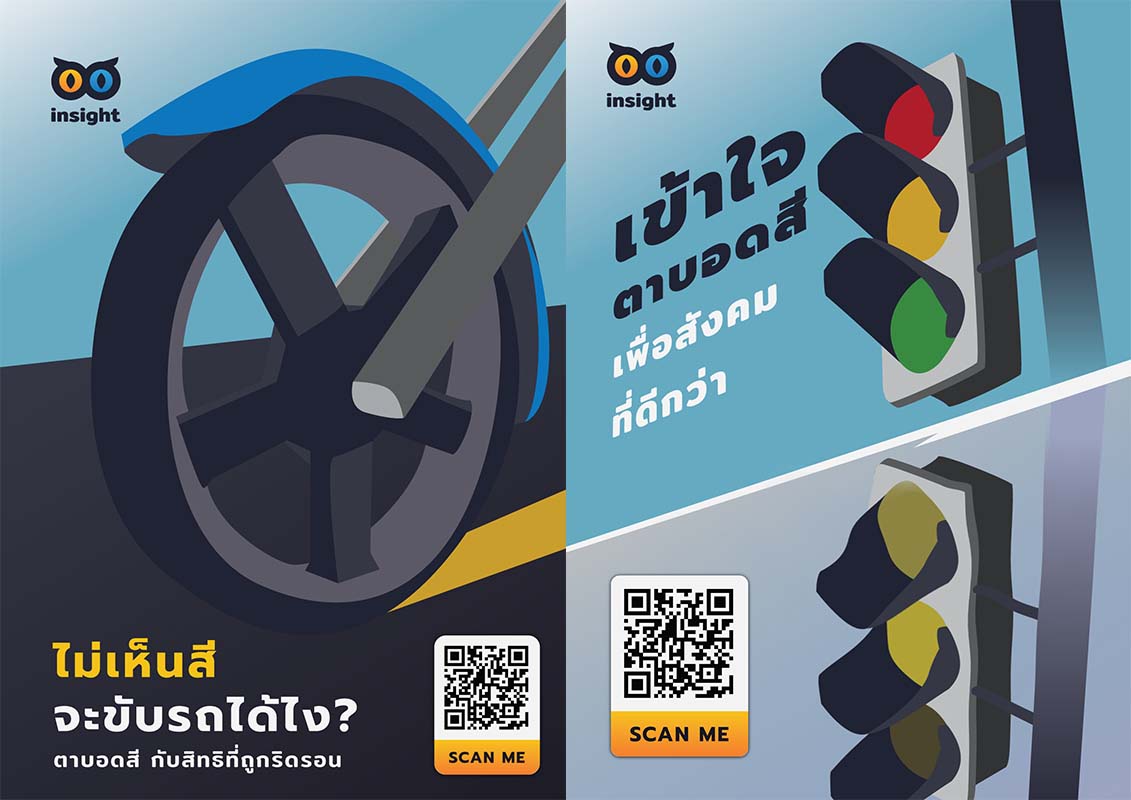 insight
ไม่เห็นสี
จะขับรถได้ไง?
ตาบอดสี กับสิทธิที่ถูกริดรอน
SCAN ME
insight
เข้าใจ
ตาบอดสี
เพื่อสังคม
ที่ดีกว่า
SCAN ME